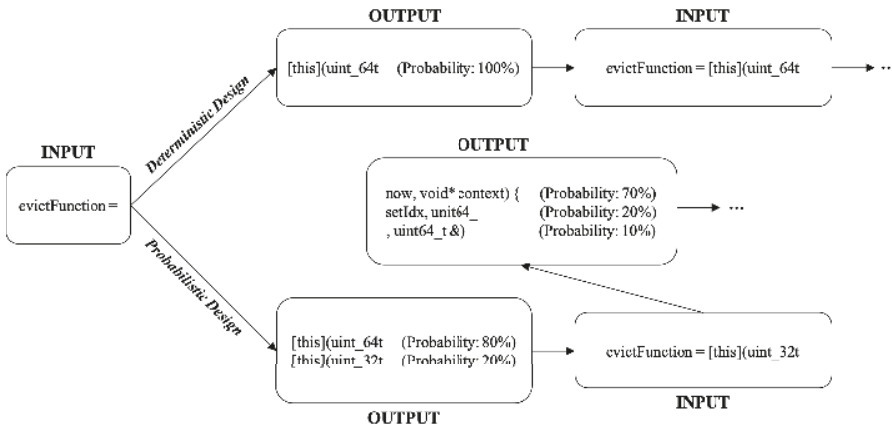 OUTPUT
[this](uint_64t (Probability: 100%)
INPUT
evictFunction = [this](uint_64t
...
Deterministic Design
INPUT
evictFunction =
Probabilistic Design
OUTPUT
now, void* context) { (Probability: 70%)
setIdx, unit64_ (Probability: 20%)
, uint64_t &) (Probability: 10%)
...
[this](uint_64t (Probability: 80%)
[this](uint_32t (Probability: 20%)
OUTPUT
evictFunction = [this](uint_32t
INPUT